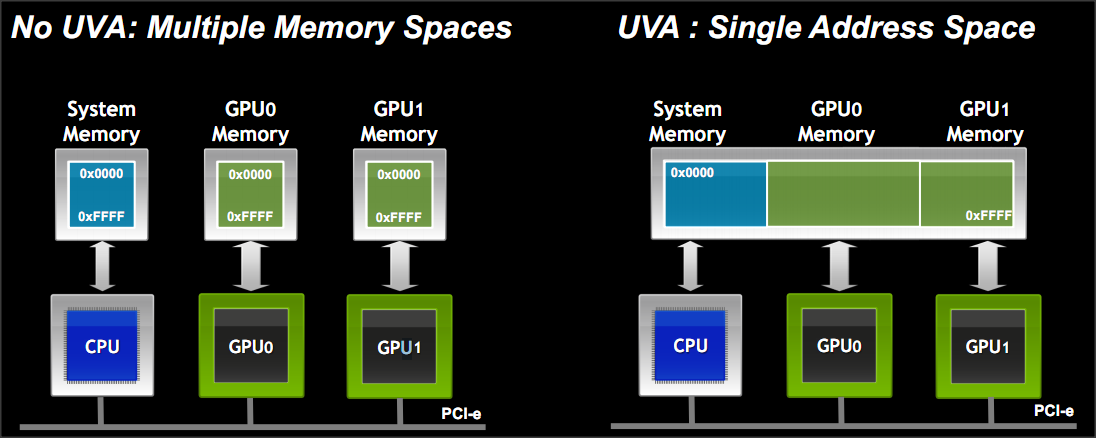 No UVA: Multiple Memory Spaces
System
Memory
GPU0
Memory
GPU1
Memory
0x0000
0xFFFF
0x0000
0xFFFF
0x0000
0xFFFF
CPU
GPU0
GPU1
PCI-e
UVA : Single Address Space
System
Memory
GPU0
Memory
GPU1
Memory
0x0000
0xFFFF
CPU
GPU0
GPU1
PCI-e